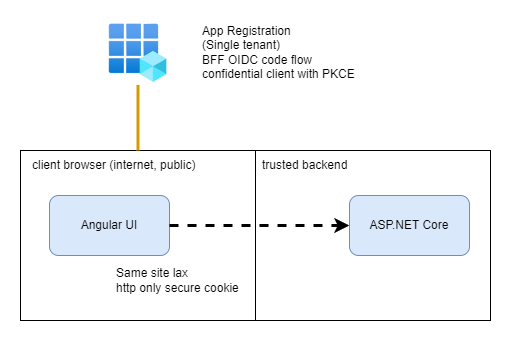 App Registration
(Single tenant)
BFF OIDC code flow
confidential client with PKCE
client browser (internet, public)
trusted backend
Angular UI
ASP.NET Core
Same site lax
http only secure cookie